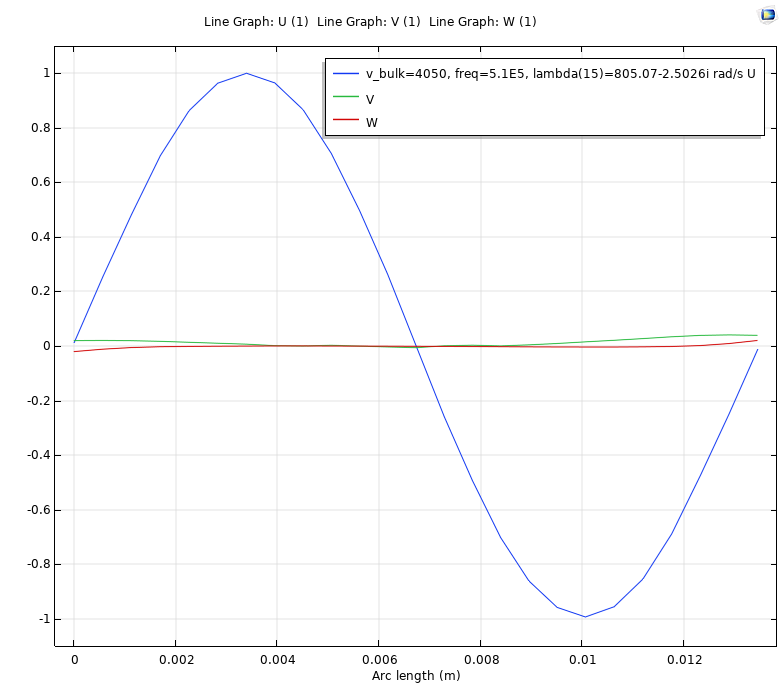 Line Graph: U (1)  Line Graph: V (1)  Line Graph: W (1)
v_bulk=4050, freq=5.1E5, lambda(15)=805.07-2.5026i rad/s U
V
W
1
0.8
0.6
0.4
0.2
0
-0.2
-0.4
-0.6
-0.8
-1
0 0.002 0.004 0.006 0.008 0.01 0.012
Arc length (m)